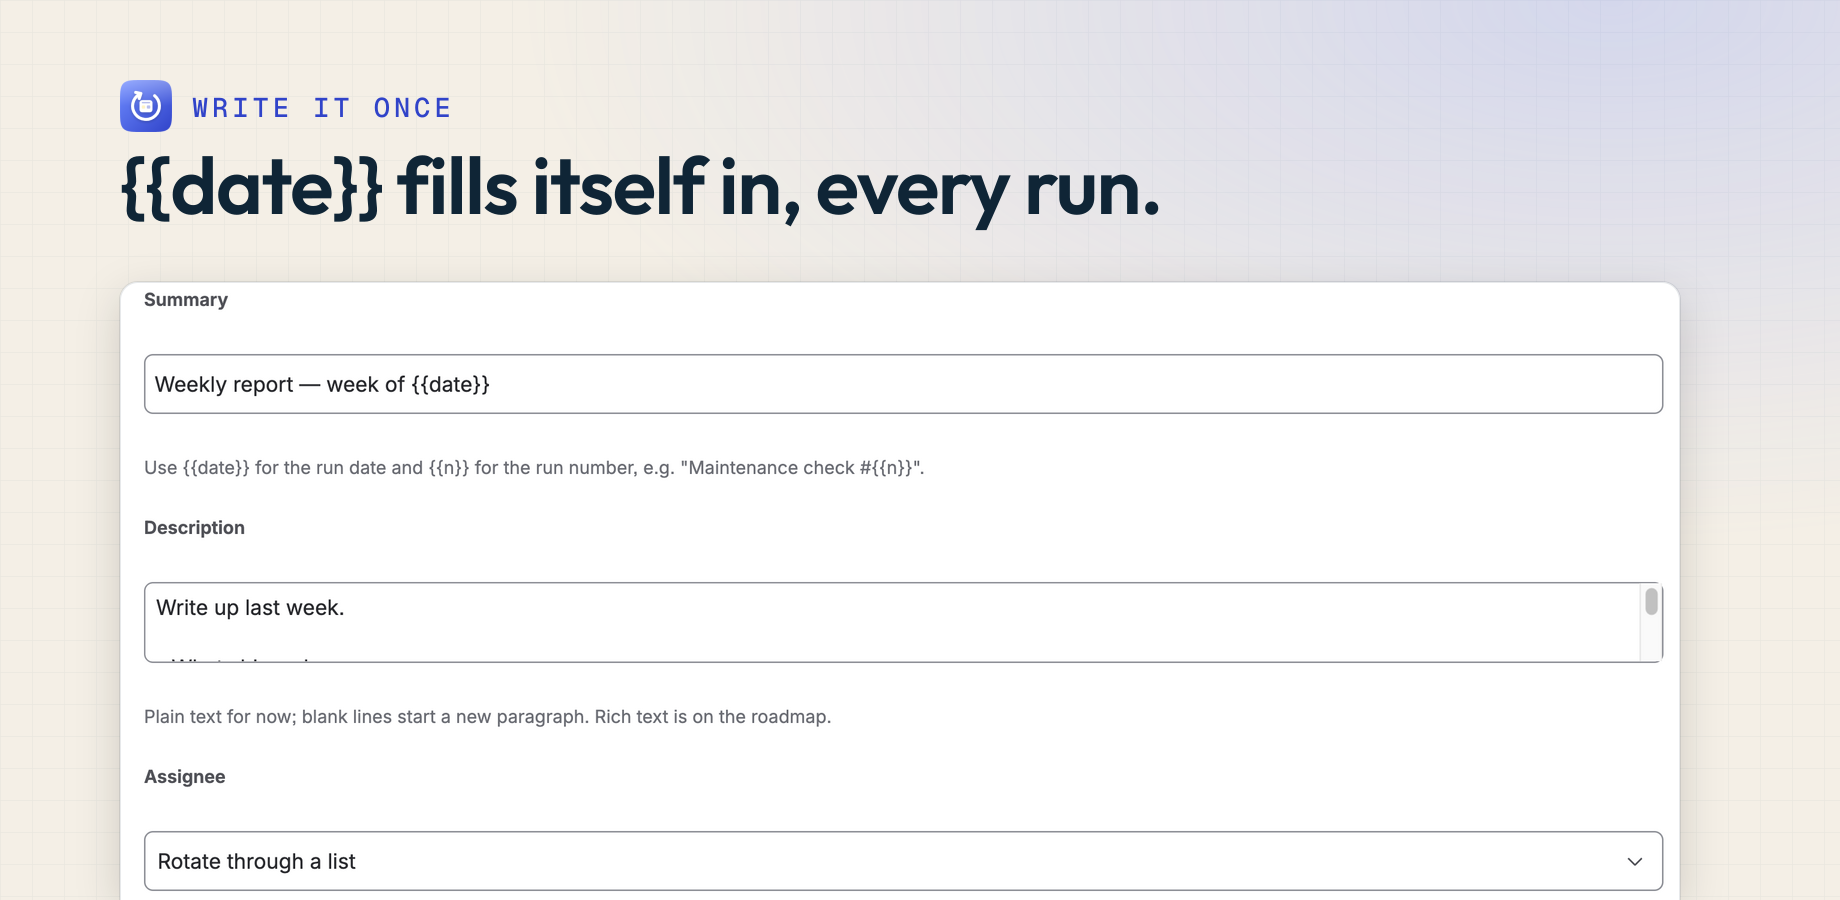 WRITE IT ONCE
{{date}} fills itself in, every run.
Summary
Weekly report — week of {{date}}
Use {{date}} for the run date and {{n}} for the run number, e.g. "Maintenance check #{{n}}".
Description
Write up last week.
Plain text for now; blank lines start a new paragraph. Rich text is on the roadmap.
Assignee
Rotate through a list